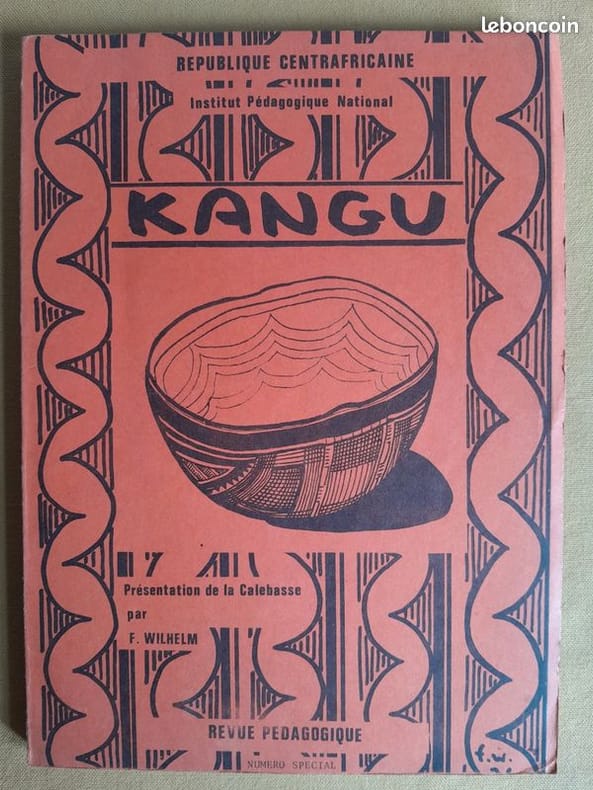 leboncoin
REPUBLIQUE CENTRAFRICAINE
Institut Pédagogique National
KANGU
Présentation de la Calebasse
par
F. WILHELM
REVUE PEDAGOGIQUE
NUMERO SPECIAL
f.w.